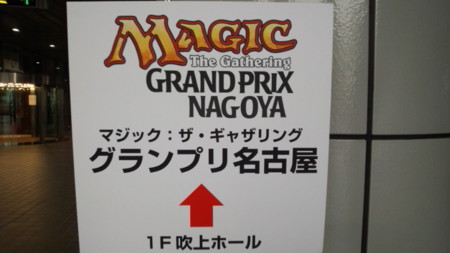 MAGIC
The Gathering
GRAND PRIX
NAGOYA
マジック：ザ・ギャザリング
グランプリ名古屋
1F吹上ホール